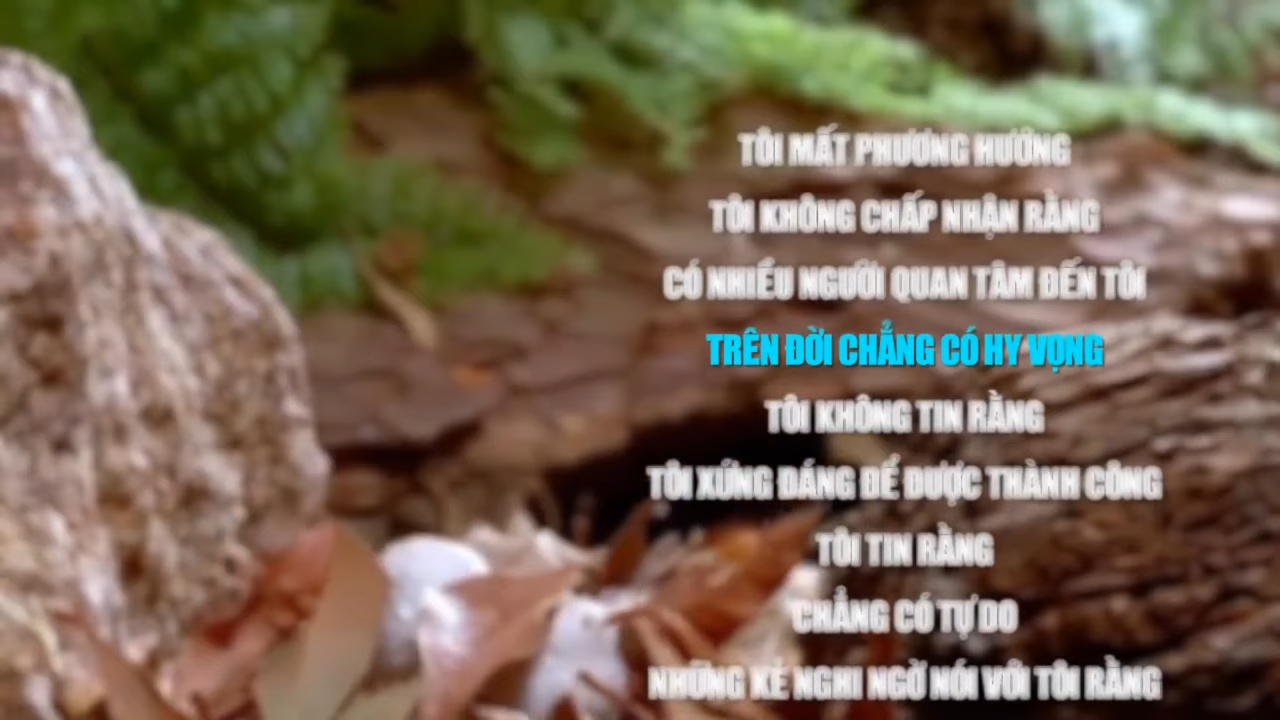 TÔI MẤT PHƯƠNG HƯỚNG
TÔI KHÔNG CHẤP NHẬN RẰNG
CÓ NHIỀU NGƯỜI QUAN TÂM ĐẾN TÔI
TRÊN ĐỜI CHẲNG CÓ HY VỌNG
TÔI KHÔNG TIN RẰNG
TÔI XỨNG ĐÁNG ĐỂ ĐƯỢC THÀNH CÔNG
TÔI TIN RẰNG
CHẲNG CÓ TỰ DO
NHỮNG KẺ NGHI NGỜ NÓI VỚI TÔI RẰNG